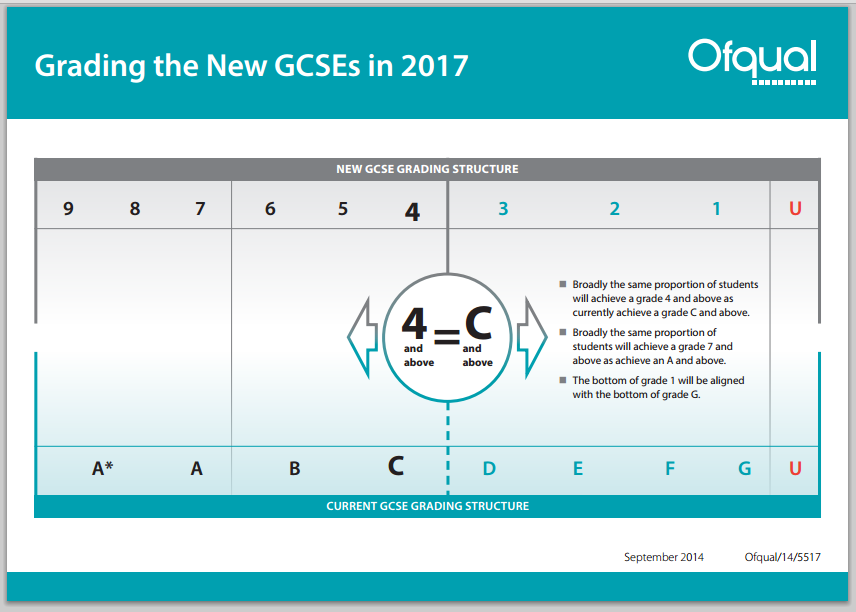 Grading the New GCSEs in 2017
Ofqual
NEW GCSE GRADING STRUCTURE
9 8 7 6 5 4 3 2 1 U
4 = C
and above and above
■ Broadly the same proportion of students
will achieve a grade 4 and above as
currently achieve a grade C and above.
■ Broadly the same proportion of
students will achieve a grade 7 and
above as achieve an A and above.
■ The bottom of grade 1 will be aligned
with the bottom of grade G.
A* A B C D E F G U
CURRENT GCSE GRADING STRUCTURE
September 2014 Ofqual/14/5517